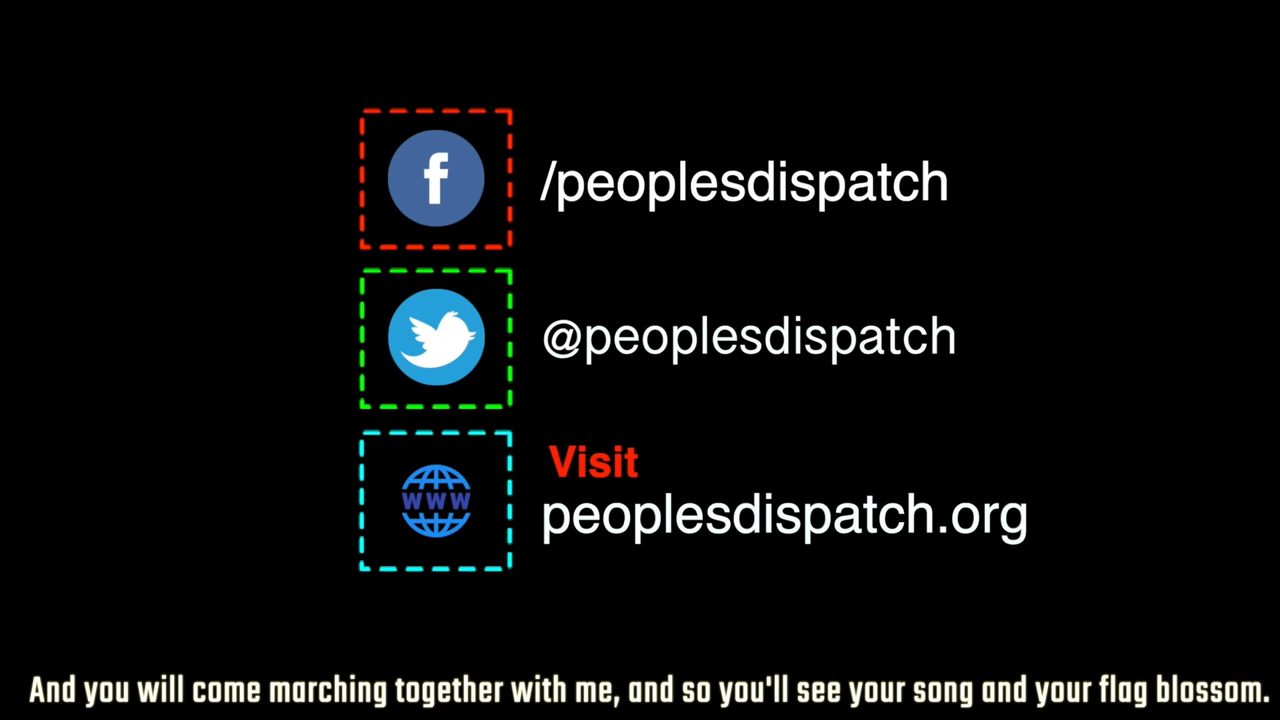 f
/peoplesdispatch
@peoplesdispatch
Visit
WWW
peoplesdispatch.org
And you will come marching together with me, and so you'll see your song and your flag blossom.